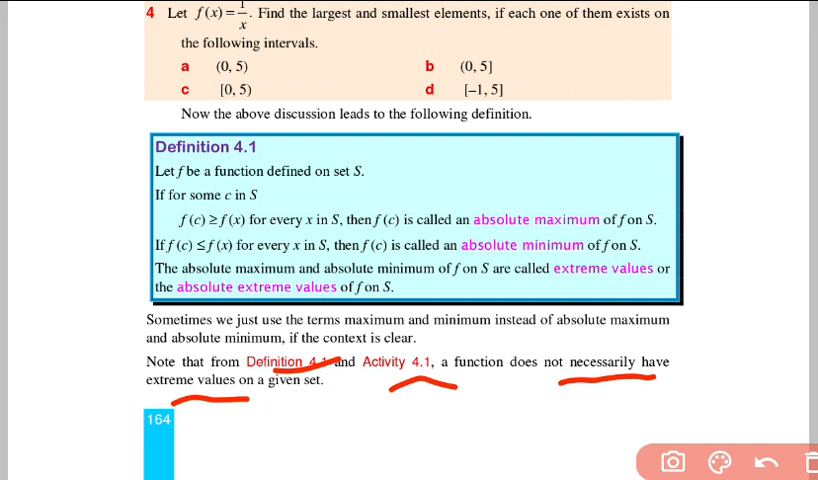 4 Let f(x) = 1/x. Find the largest and smallest elements, if each one of them exists on
the following intervals.
a (0, 5) b (0, 5]
c [0, 5) d [–1, 5]
Now the above discussion leads to the following definition.
Definition 4.1
Let f be a function defined on set S.
If for some c in S
f (c) ≥ f (x) for every x in S, then f (c) is called an absolute maximum of f on S.
If f (c) ≤ f (x) for every x in S, then f (c) is called an absolute minimum of f on S.
The absolute maximum and absolute minimum of f on S are called extreme values or
the absolute extreme values of f on S.
Sometimes we just use the terms maximum and minimum instead of absolute maximum
and absolute minimum, if the context is clear.
Note that from Definition 4.1 and Activity 4.1, a function does not necessarily have
extreme values on a given set.
164